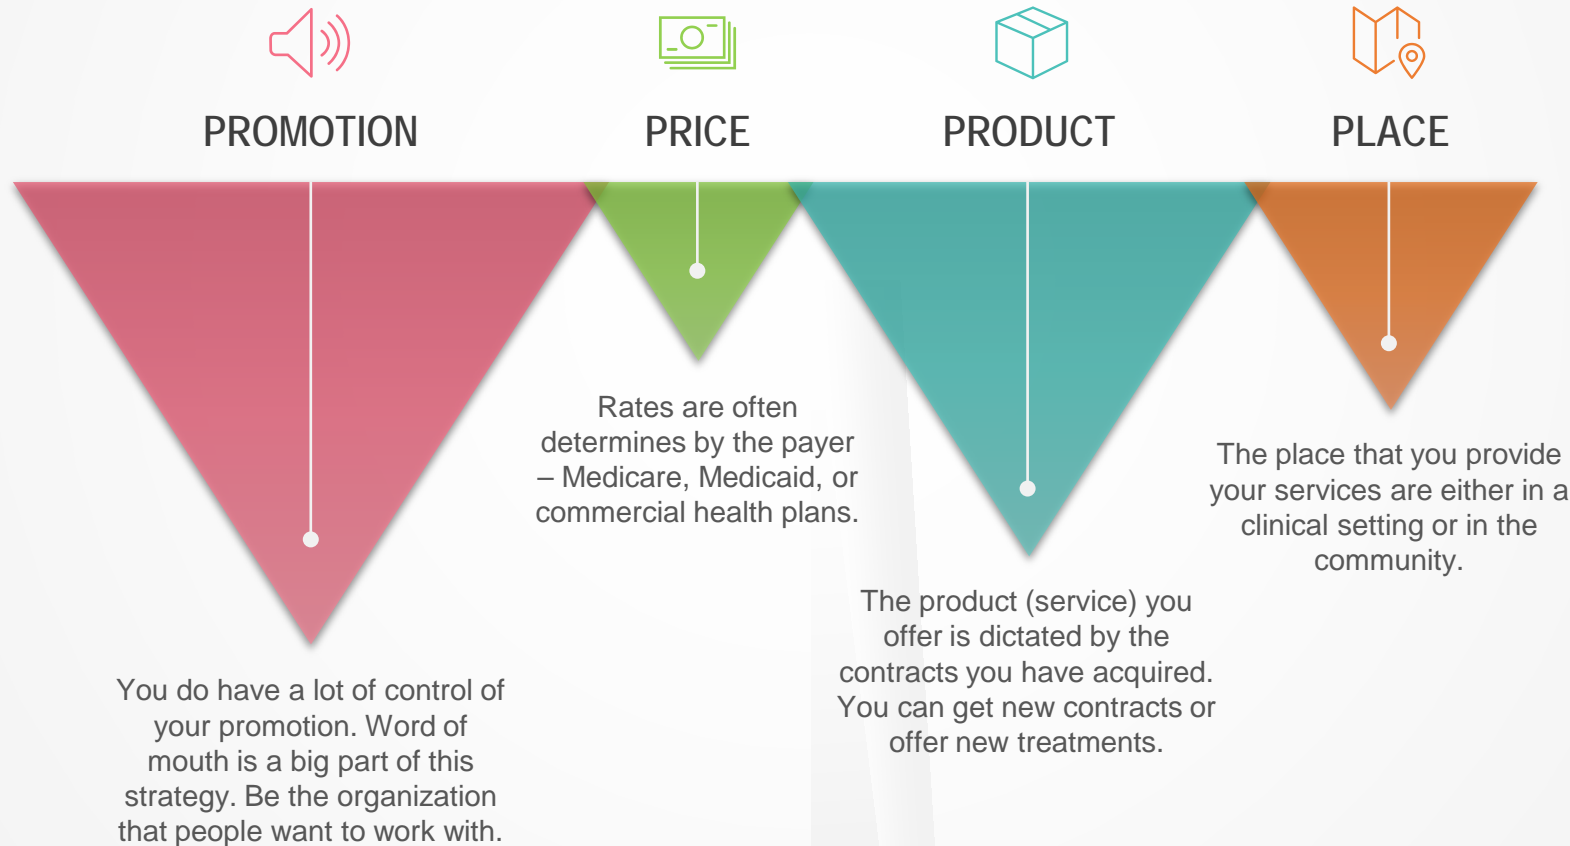 PROMOTION
PRICE
PRODUCT
PLACE
You do have a lot of control of
your promotion. Word of
mouth is a big part of this
strategy. Be the organization
that people want to work with.
Rates are often
determines by the payer
– Medicare, Medicaid, or
commercial health plans.
The product (service) you
offer is dictated by the
contracts you have acquired.
You can get new contracts or
offer new treatments.
The place that you provide
your services are either in a
clinical setting or in the
community.